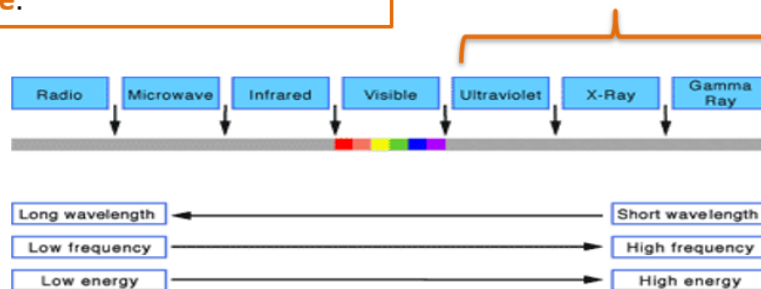 e.
Radio Microwave Infrared Visible Ultraviolet X-Ray Gamma Ray
Long wavelength Short wavelength
Low frequency High frequency
Low energy High energy